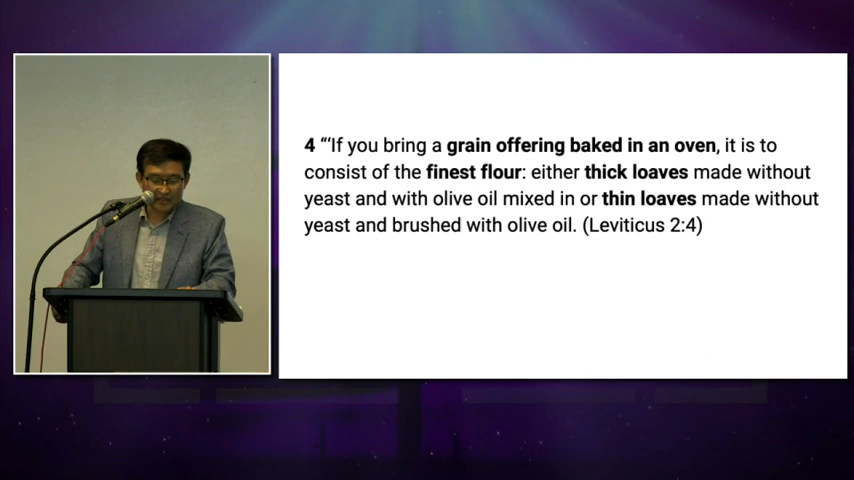 4 “‘If you bring a grain offering baked in an oven, it is to
consist of the finest flour: either thick loaves made without
yeast and with olive oil mixed in or thin loaves made without
yeast and brushed with olive oil. (Leviticus 2:4)